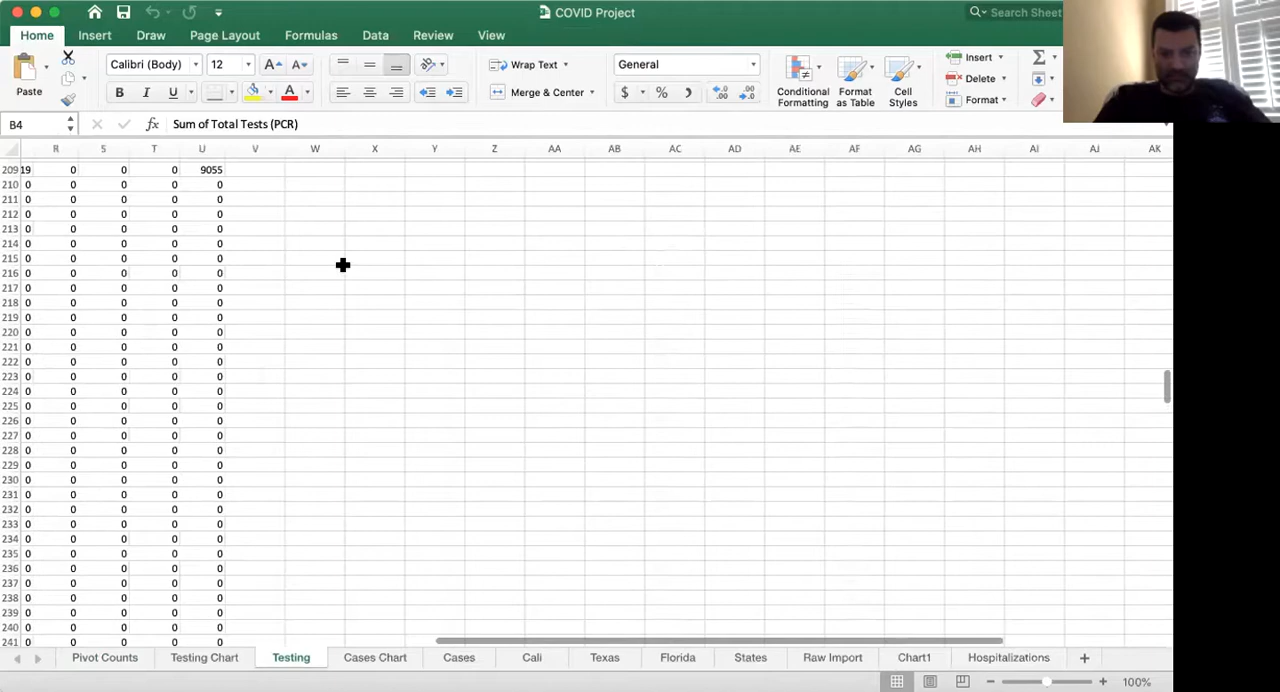 COVID Project
Search Sheet
Home Insert Draw Page Layout Formulas Data Review View
Paste
Calibri (Body) 12 A A
B I U A
Wrap Text
Merge & Center
General
$ % )
Conditional Formatting
Format as Table
Cell Styles
Insert
Delete
Format
B4 fx Sum of Total Tests (PCR)
R S T U V W X Y Z AA AB AC AD AE AF AG AH AI AJ AK
209 19 0 0 0 9055
210 0 0 0 0 0
211 0 0 0 0 0
212 0 0 0 0 0
213 0 0 0 0 0
214 0 0 0 0 0
215 0 0 0 0 0
216 0 0 0 0 0
217 0 0 0 0 0
218 0 0 0 0 0
219 0 0 0 0 0
220 0 0 0 0 0
221 0 0 0 0 0
222 0 0 0 0 0
223 0 0 0 0 0
224 0 0 0 0 0
225 0 0 0 0 0
226 0 0 0 0 0
227 0 0 0 0 0
228 0 0 0 0 0
229 0 0 0 0 0
230 0 0 0 0 0
231 0 0 0 0 0
232 0 0 0 0 0
233 0 0 0 0 0
234 0 0 0 0 0
235 0 0 0 0 0
236 0 0 0 0 0
237 0 0 0 0 0
238 0 0 0 0 0
239 0 0 0 0 0
240 0 0 0 0 0
241 0 0 0 0 0
Pivot Counts Testing Chart Testing Cases Chart Cases Cali Texas Florida States Raw Import Chart1 Hospitalizations
100%